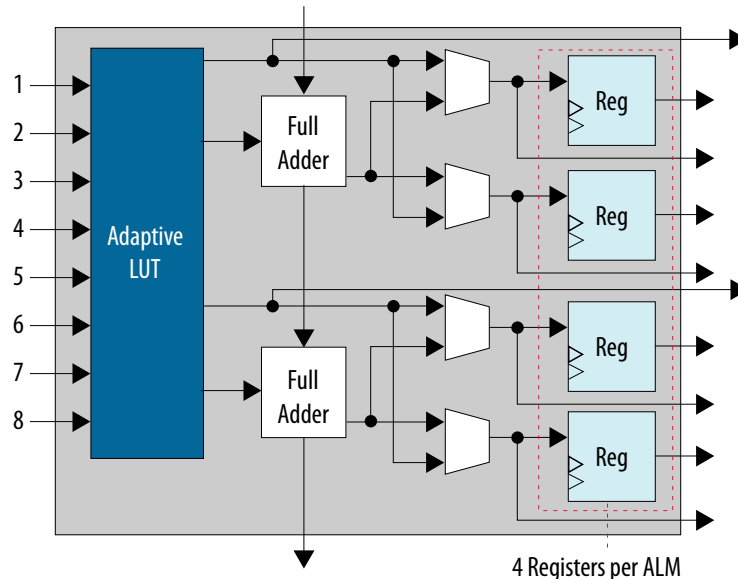 1
2
3
4
5
6
7
8
Adaptive
LUT
Full
Adder
Full
Adder
Reg
Reg
Reg
Reg
4 Registers per ALM